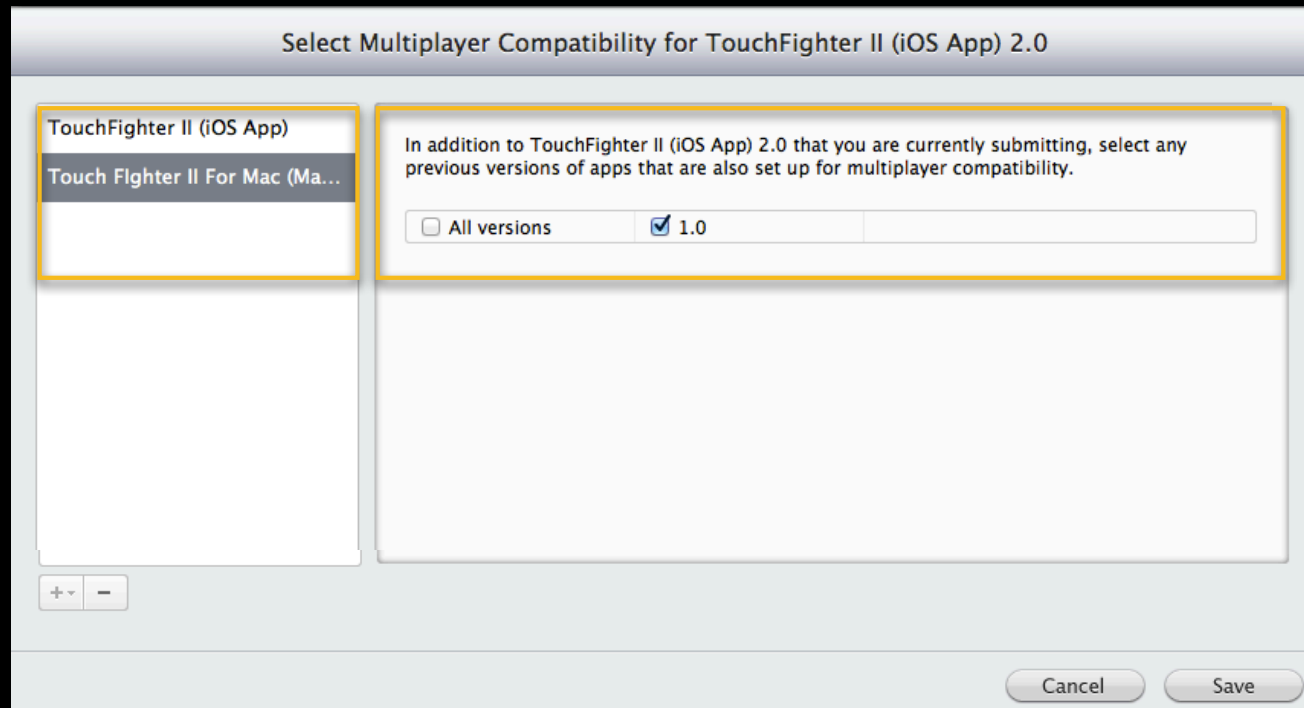 Select Multiplayer Compatibility for TouchFighter II (iOS App) 2.0
TouchFighter II (iOS App)
Touch FIghter II For Mac (Ma...
In addition to TouchFighter II (iOS App) 2.0 that you are currently submitting, select any
previous versions of apps that are also set up for multiplayer compatibility.
All versions 1.0
Cancel Save